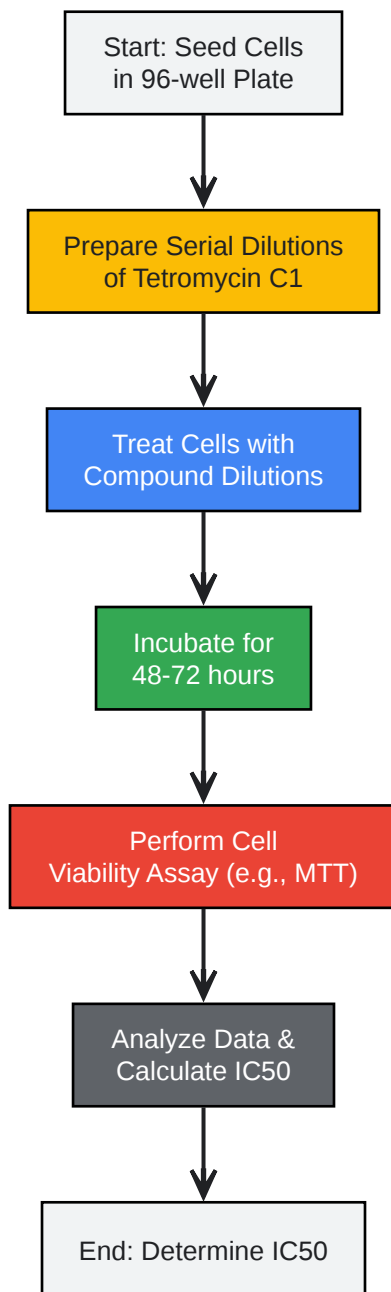 Start: Seed Cells
in 96-well Plate
Prepare Serial Dilutions
of Tetromycin C1
Treat Cells with
Compound Dilutions
Incubate for
48-72 hours
Perform Cell
Viability Assay (e.g., MTT)
Analyze Data &
Calculate IC50
End: Determine IC50